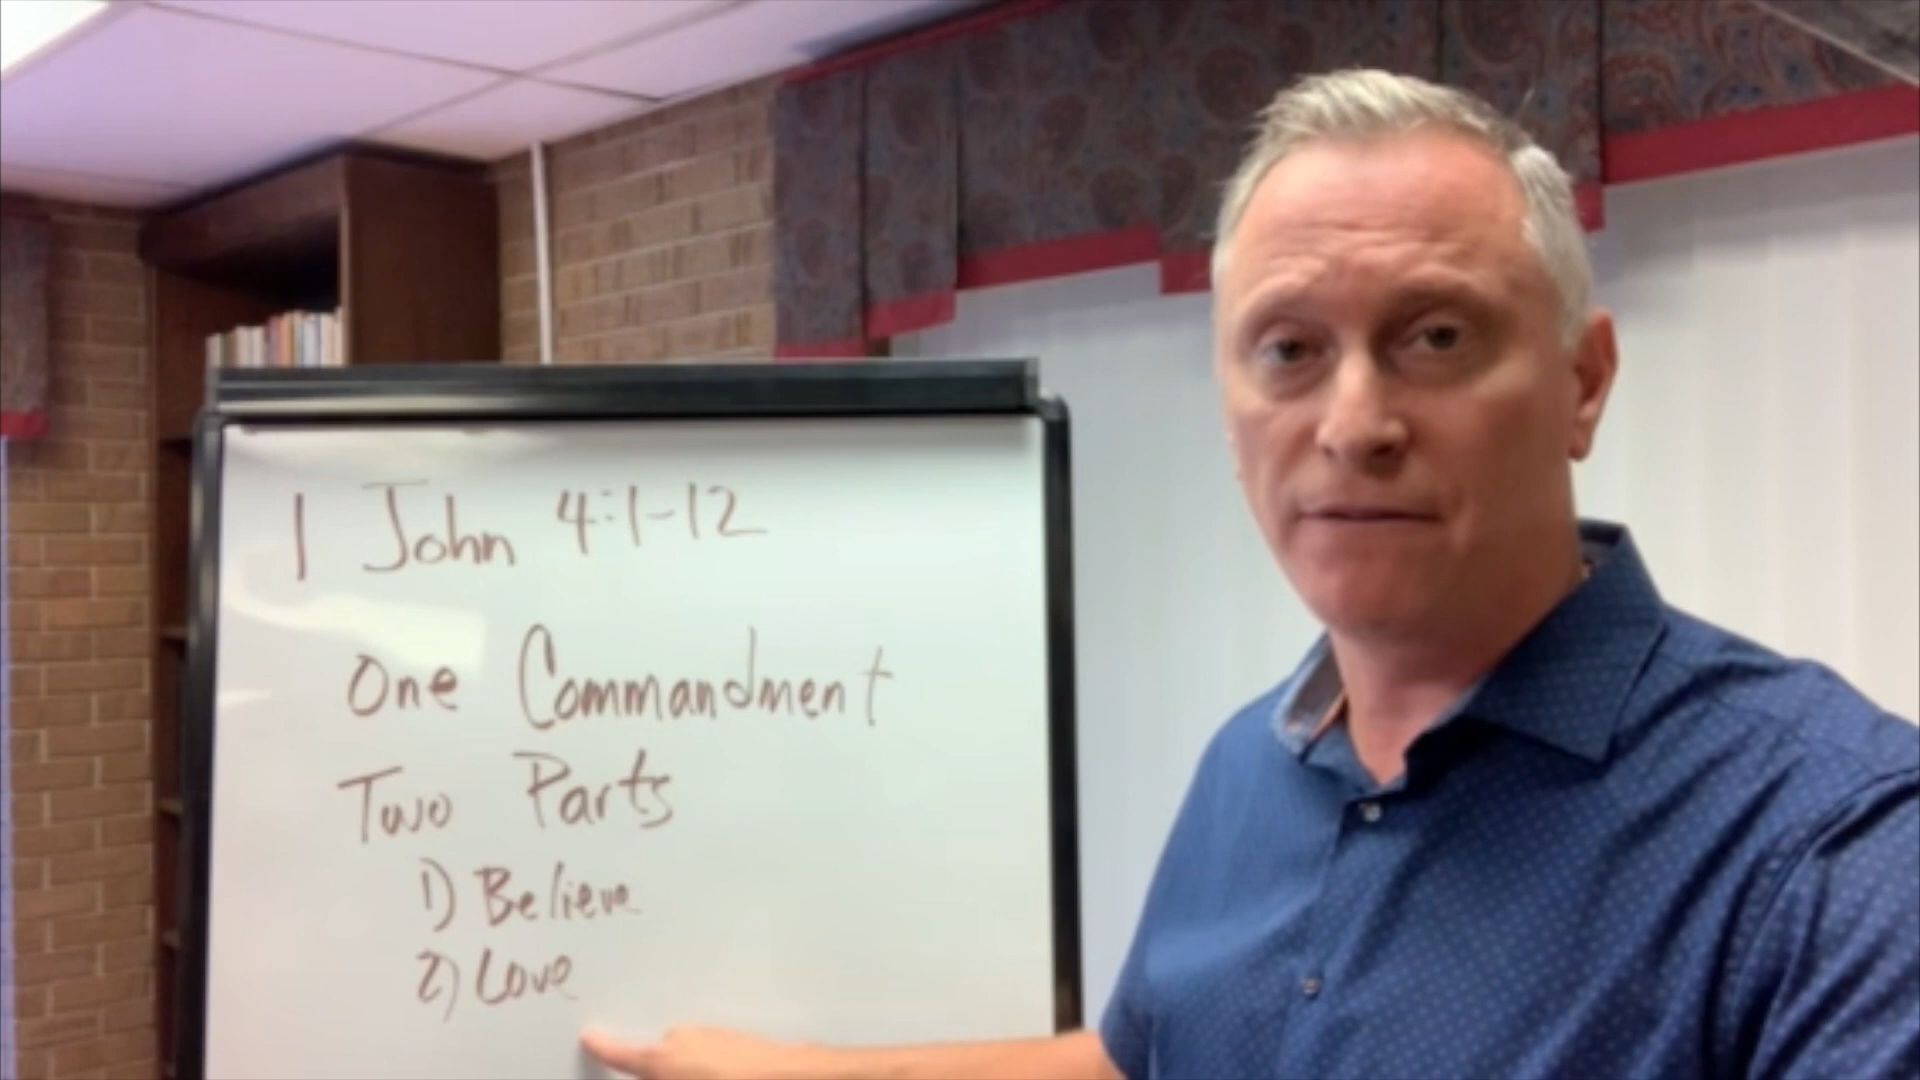 1 John 4:1-12
One Commandment
Two Parts
1) Believe
2) Love